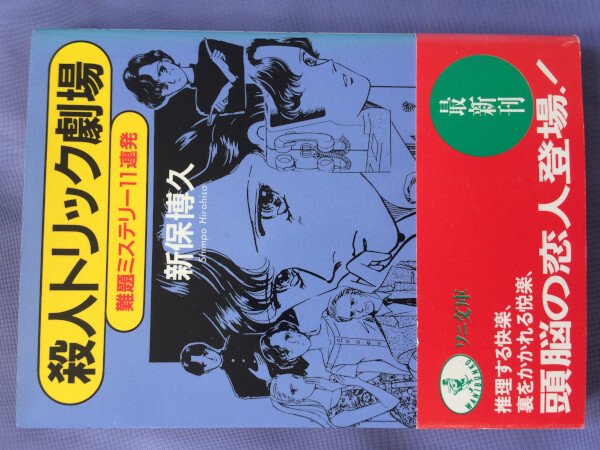 殺人トリック劇場
難題ミステリー11連発
新保博久
Shimpo Hirohisa
最新刊
頭脳の恋人登場!
推理する快楽、
裏をかかれる悦楽、
ワニ文庫
WANIBUNKO